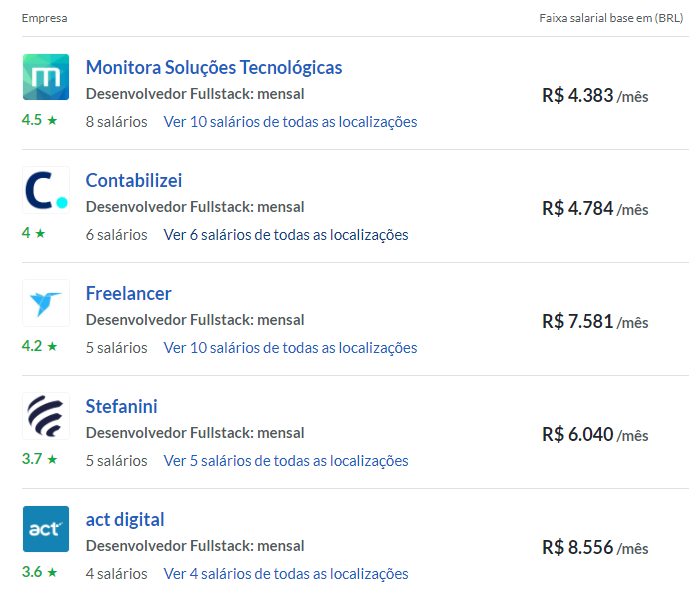 Empresa Faixa salarial base em (BRL)
m
Monitora Soluções Tecnológicas
Desenvolvedor Fullstack: mensal
R$ 4.383 /mês
4.5 ★ 8 salários Ver 10 salários de todas as localizações
C.
Contabilizei
Desenvolvedor Fullstack: mensal
R$ 4.784 /mês
4 ★ 6 salários Ver 6 salários de todas as localizações
Freelancer
Desenvolvedor Fullstack: mensal
R$ 7.581 /mês
4.2 ★ 5 salários Ver 10 salários de todas as localizações
Stefanini
Desenvolvedor Fullstack: mensal
R$ 6.040 /mês
3.7 ★ 5 salários Ver 5 salários de todas as localizações
act
act digital
Desenvolvedor Fullstack: mensal
R$ 8.556 /mês
3.6 ★ 4 salários Ver 4 salários de todas as localizações